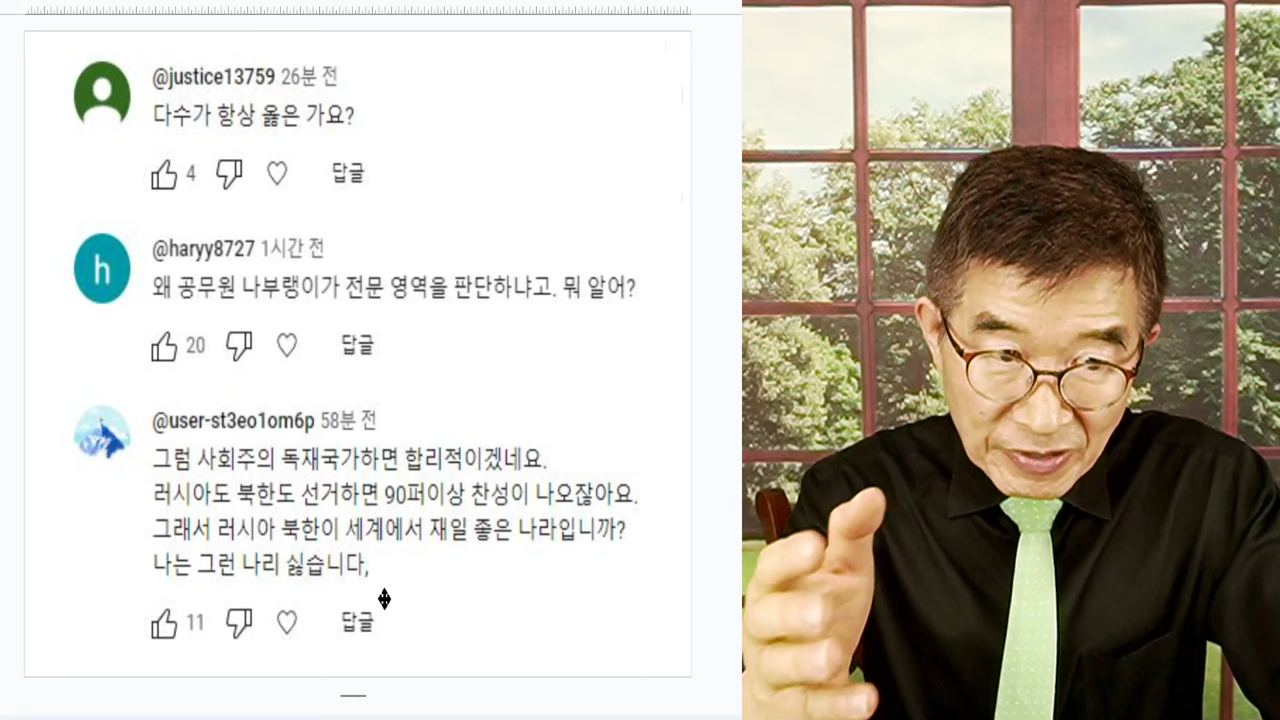 @justice13759 26분 전
다수가 항상 옳은 가요?
4 답글
h
@haryy8727 1시간 전
왜 공무원 나부랭이가 전문 영역을 판단하냐고. 뭐 알어?
20 답글
@user-st3eo1om6p 58분 전
그럼 사회주의 독재국가하면 합리적이겠네요.
러시아도 북한도 선거하면 90퍼이상 찬성이 나오잖아요.
그래서 러시아 북한이 세계에서 재일 좋은 나라입니까?
나는 그런 나리 싫습니다,
11 답글